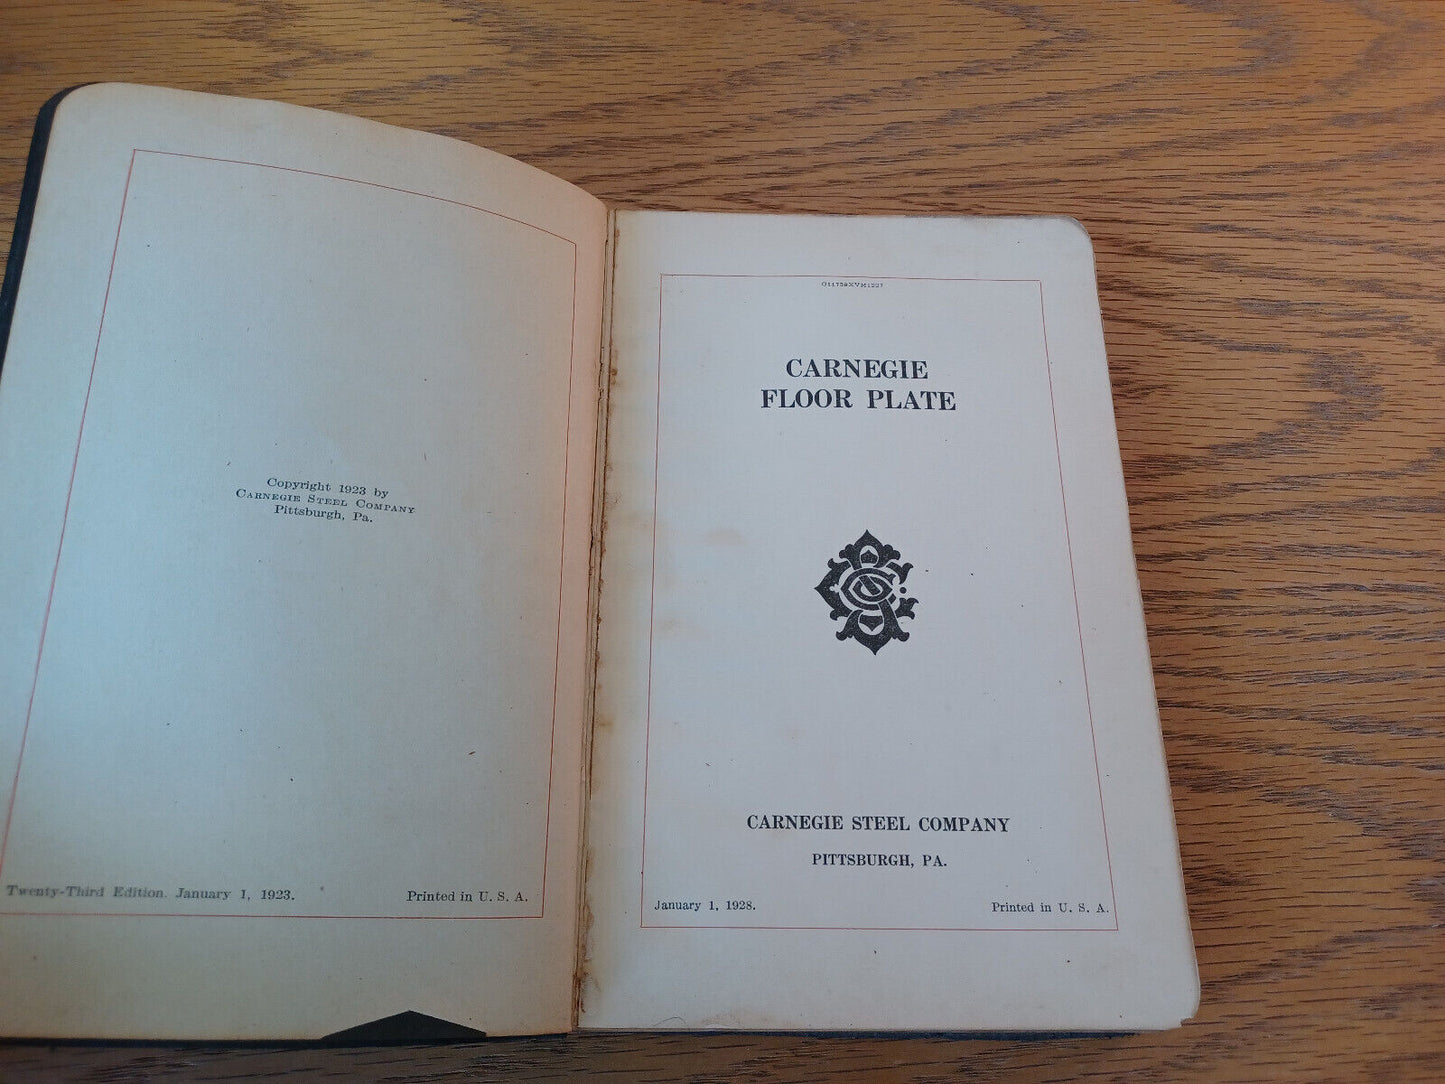 Copyright 1923 by
CARNEGIE STEEL COMPANY
Pittsburgh, Pa.
Twenty-Third Edition. January 1, 1923.
Printed in U. S. A.
CARNEGIE
FLOOR PLATE
CARNEGIE STEEL COMPANY
PITTSBURGH, PA.
January 1, 1928.
Printed in U. S. A.